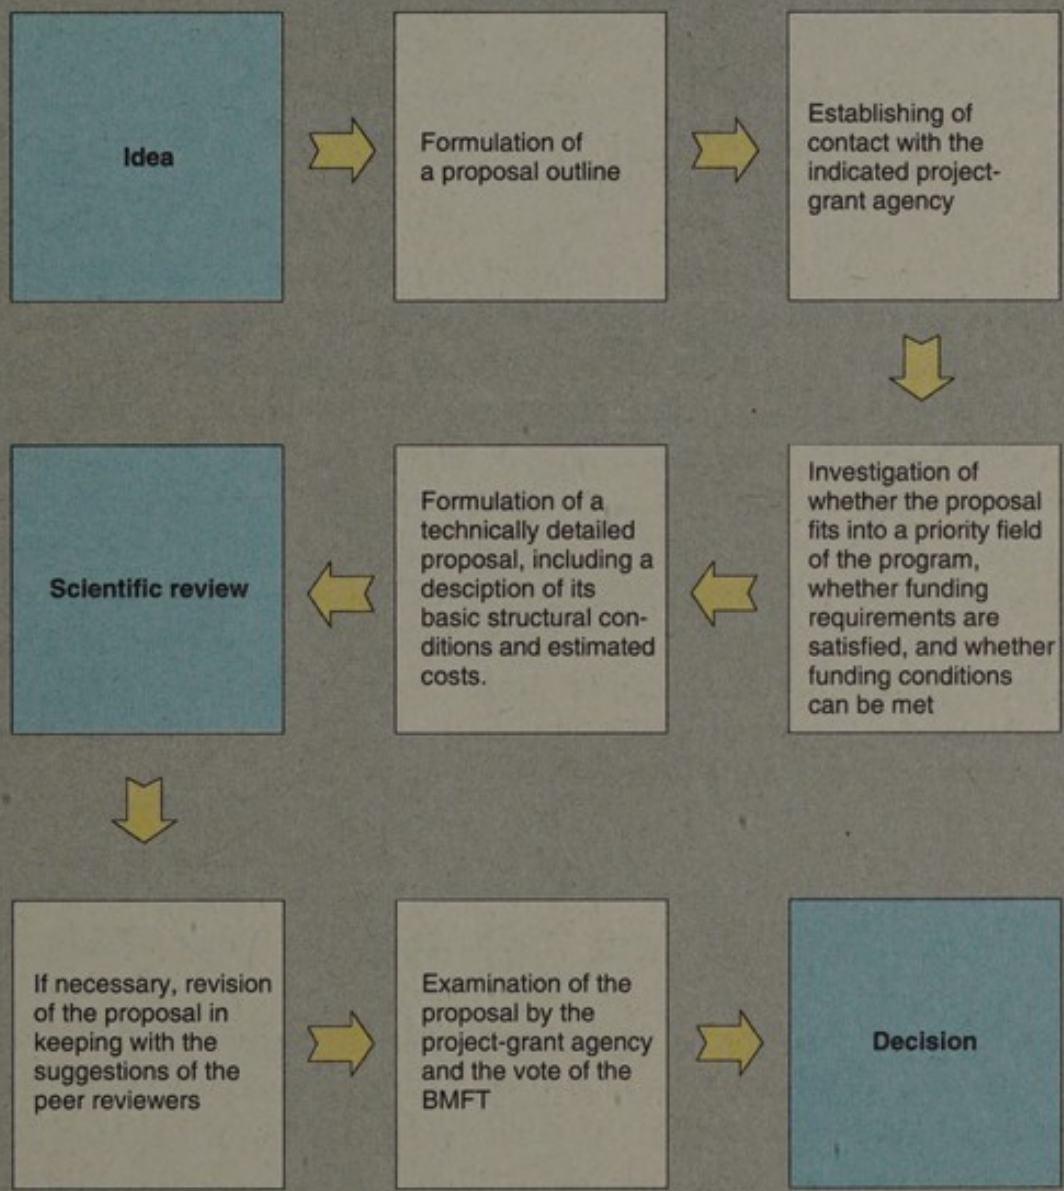 Idea
Formulation of
a proposal outline
Establishing of
contact with the
indicated project-
grant agency
Investigation of
whether the proposal
fits into a priority field
of the program,
whether funding
requirements are
satisfied, and whether
funding conditions
can be met
Formulation of a
technically detailed
proposal, including a
desciption of its
basic structural con-
ditions and estimated
costs.
Scientific review
If necessary, revision
of the proposal in
keeping with the
suggestions of the
peer reviewers
Examination of the
proposal by the
project-grant agency
and the vote of the
BMFT
Decision